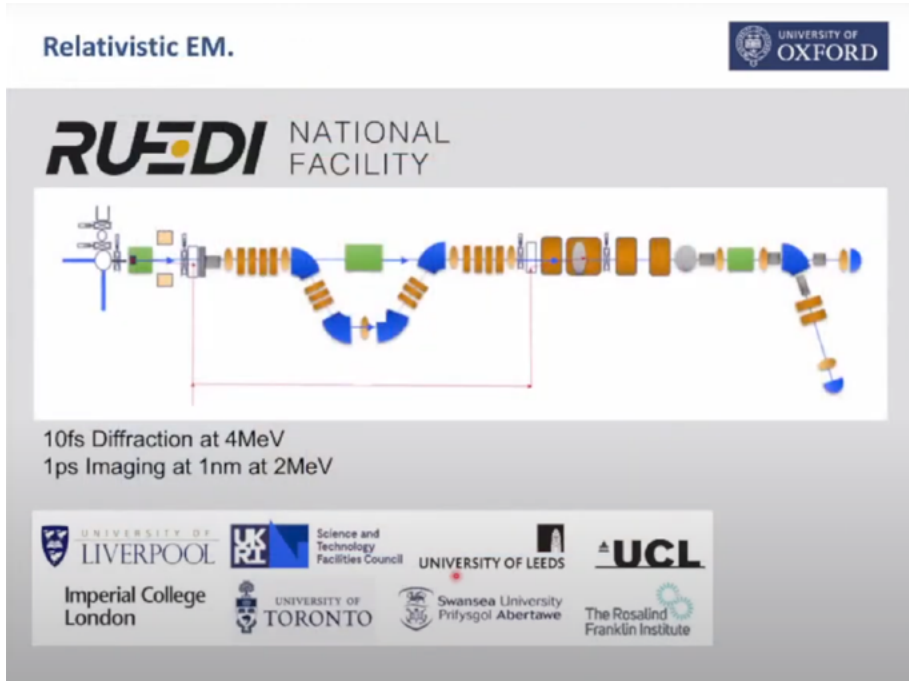 Relativistic EM.
UNIVERSITY OF
OXFORD
RUEDI
NATIONAL
FACILITY
10fs Diffraction at 4MeV
1ps Imaging at 1nm at 2MeV
UNIVERSITY OF
LIVERPOOL
UK
RI
Science and
Technology
Facilities Council
UNIVERSITY OF LEEDS
UCL
Imperial College
London
UNIVERSITY OF
TORONTO
Swansea University
Prifysgol Abertawe
The Rosalind
Franklin Institute